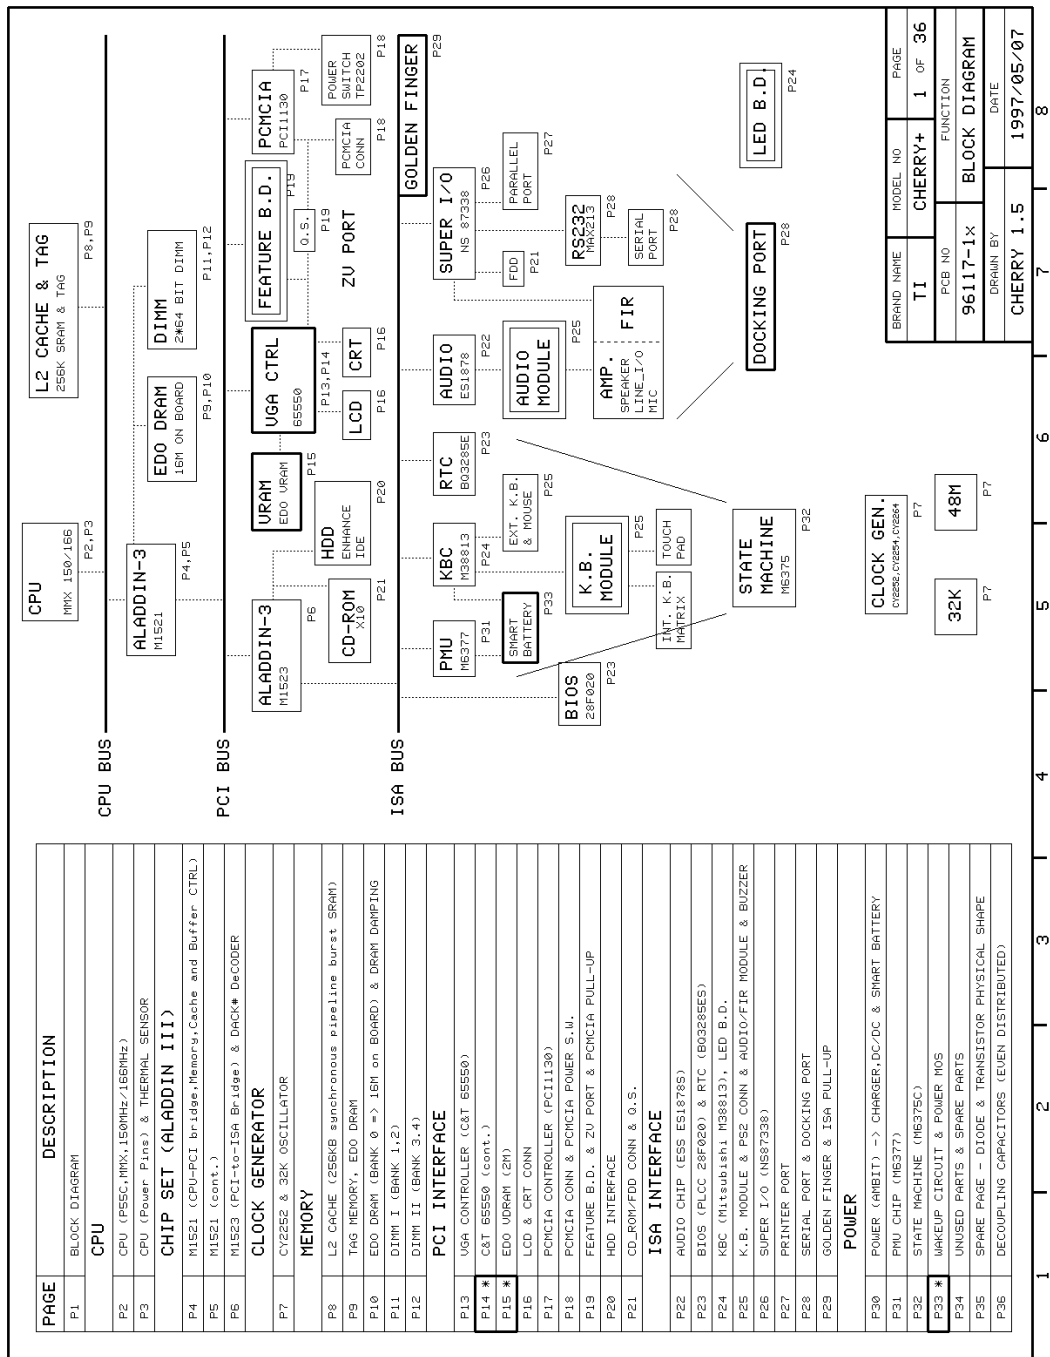 PAGE DESCRIPTION
P1 BLOCK DIAGRAM
CPU
P2 CPU (P55C,MMX,150MHz/166MHz)
P3 CPU (Power Pins) & THERMAL SENSOR
CHIP SET (ALADDIN III)
P4 M1521 (CPU-PCI bridge,Memory,Cache and Buffer CTRL)
P5 M1521 (cont.)
P6 M1523 (PCI-to-ISA Bridge) & DACK# DeCODER
CLOCK GENERATOR
P7 CY2252 & 32K OSCILLATOR
MEMORY
P8 L2 CACHE (256KB synchronous pipeline burst SRAM)
P9 TAG MEMORY, EDO DRAM
P10 EDO DRAM (BANK 0 => 16M on BOARD) & DRAM DAMPING
P11 DIMM I (BANK 1,2)
P12 DIMM II (BANK 3.4)
PCI INTERFACE
P13 VGA CONTROLLER (C&T 65550)
P14 * C&T 65550 (cont.)
P15 * EDO VDRAM (2M)
P16 LCD & CRT CONN
P17 PCMCIA CONTROLLER (PCI1130)
P18 PCMCIA CONN & PCMCIA POWER S.W.
P19 FEATURE B.D. & ZV PORT & PCMCIA PULL-UP
P20 HDD INTERFACE
P21 CD_ROM/FDD CONN & Q.S.
ISA INTERFACE
P22 AUDIO CHIP (ESS ES1878S)
P23 BIOS (PLCC 28F020) & RTC (BQ3285ES)
P24 KBC (Mitsubishi M38813), LED B.D.
P25 K.B. MODULE & PS2 CONN & AUDIO/FIR MODULE & BUZZER
P26 SUPER I/O (NS87338)
P27 PRINTER PORT
P28 SERIAL PORT & DOCKING PORT
P29 GOLDEN FINGER & ISA PULL-UP
POWER
P30 POWER (AMBIT) -> CHARGER,DC/DC & SMART BATTERY
P31 PMU CHIP (M6377)
P32 STATE MACHINE (M6375C)
P33 * WAKEUP CIRCUIT & POWER MOS
P34 UNUSED PARTS & SPARE PARTS
P35 SPARE PAGE - DIODE & TRANSISTOR PHYSICAL SHAPE
P36 DECOUPLING CAPACITORS (EVEN DISTRIBUTED)
CPU
MMX 150/166
P2,P3
L2 CACHE & TAG
256K SRAM & TAG
P8,P9
CPU BUS
ALADDIN-3
M1521
P4,P5
EDO DRAM
16M ON BOARD
P9,P10
DIMM
2*64 BIT DIMM
P11,P12
PCI BUS
ALADDIN-3
M1523
P6
VRAM
EDO VRAM
P15
VGA CTRL
65550
P13,P14
FEATURE B.D.
P19
PCMCIA
PCI1130
P17
CD-ROM
X10
P21
HDD
ENHANCE
IDE
P20
LCD
P16
CRT
P16
Q.S.
P19
ZV PORT
PCMCIA
CONN
P18
POWER
SWITCH
TP2202
P18
ISA BUS
GOLDEN FINGER
P29
PMU
M6377
P31
KBC
M38813
P24
RTC
BQ3285E
P23
AUDIO
ES1878
P22
SUPER I/O
NS 87338
P26
SMART
BATTERY
P33
EXT. K.B.
& MOUSE
P25
AUDIO
MODULE
P25
FDD
P21
PARALLEL
PORT
P27
BIOS
28F020
P23
K.B.
MODULE
P25
AMP.
SPEAKER
LINE_I/O
MIC
FIR
RS232
MAX213
P28
INT. K.B.
MATRIX
TOUCH
PAD
SERIAL
PORT
P28
STATE
MACHINE
M6375
P32
DOCKING PORT
P28
LED B.D.
P24
CLOCK GEN.
CY2252,CY2254,CY2264
P7
32K
P7
48M
P7
BRAND NAME MODEL NO PAGE
TI CHERRY+ 1 OF 36
PCB NO FUNCTION
96117-1x BLOCK DIAGRAM
DRAWN BY DATE
CHERRY 1.5 1997/05/07
1 2 3 4 5 6 7 8